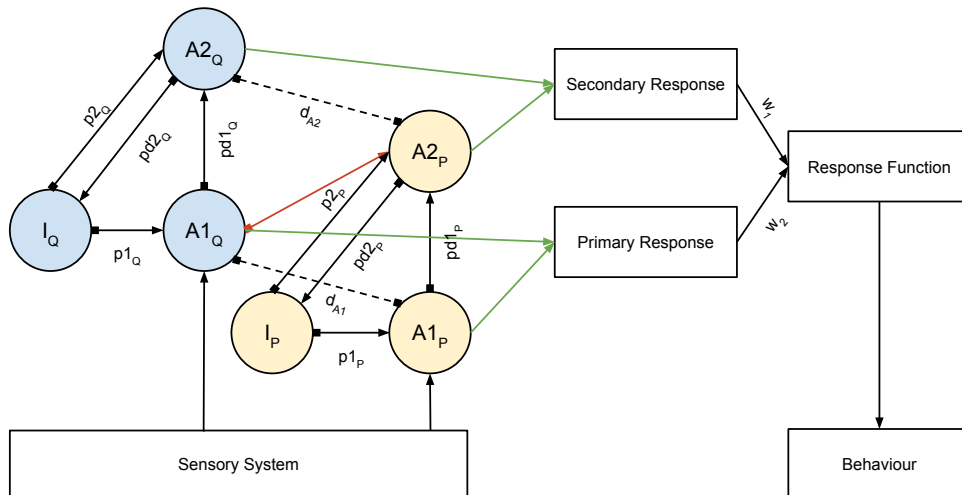 A2Q
Secondary Response
p2Q
pd2Q
pd1Q
dA2
w1
A2P
Response Function
IQ
p1Q
A1Q
p2P
pd2P
pd1P
Primary Response
w2
dA1
IP
p1P
A1P
Sensory System
Behaviour